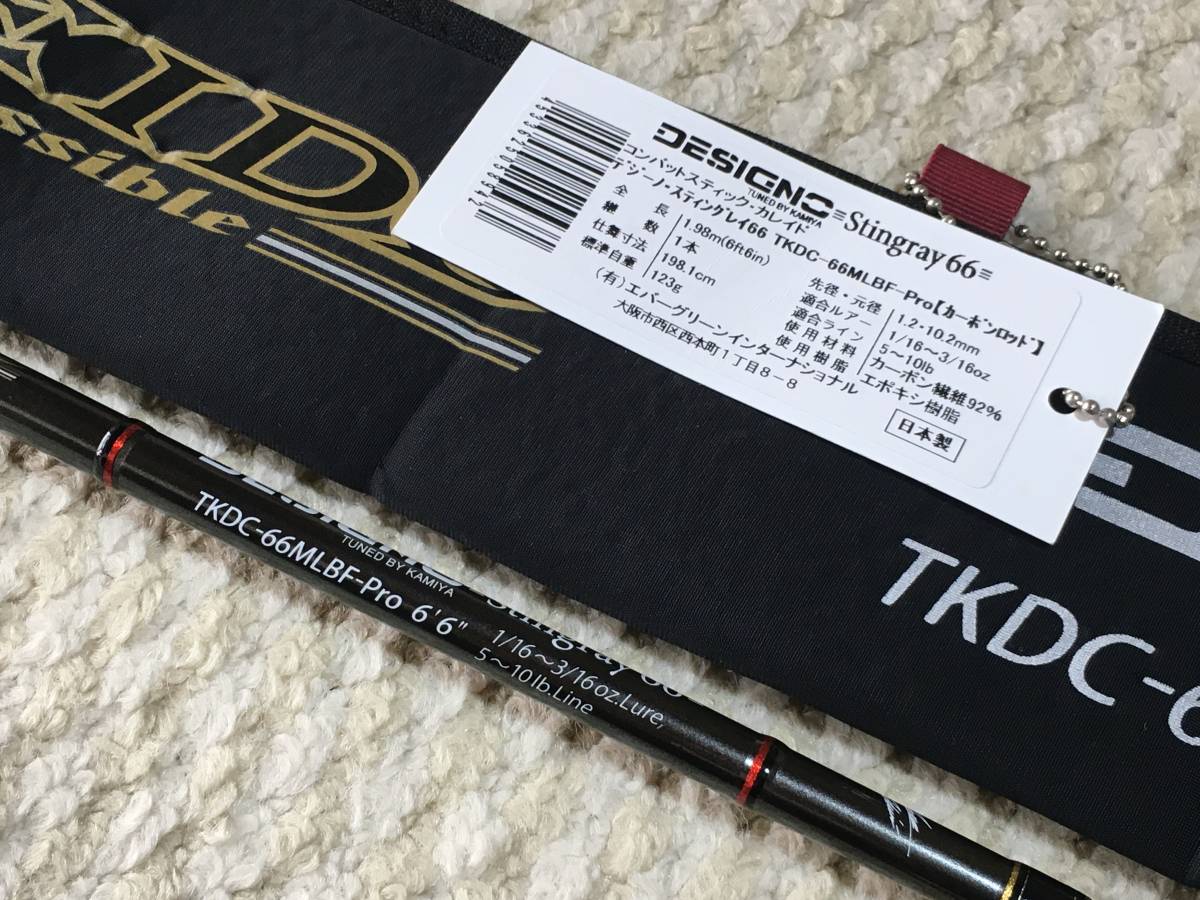 KID
ssible
DESIGNO
TUNED BY KAMIYA
Stingray 66
コンバットスティック・カレイド
デジーノ・スティングレイ66 TKDC-66MLBF-Pro【カーボンロッド】
全長 1.98m(6ft6in)
継数 1本
仕舞寸法 198.1cm
標準自重 123g
先径・元径 1.2・10.2mm
適合ルアー 1/16～3/16oz
適合ライン 5～10lb
使用材料 カーボン繊維92%
使用樹脂 エポキシ樹脂
(有)エバーグリーンインターナショナル
大阪市西区西本町1丁目8-8
日本製
TKDC-6
DESIGNO
TUNED BY KAMIYA
Stingray 66
TKDC-66MLBF-Pro 6'6"
1/16～3/16oz.Lure,
5～10lb.Line